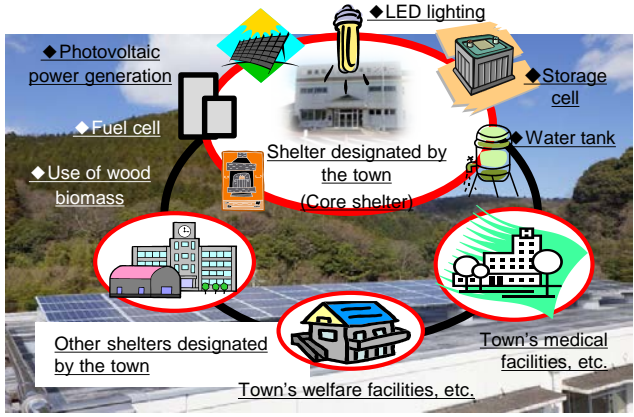 ◆LED lighting
◆Photovoltaic
power generation
◆Storage
cell
◆Fuel cell
◆Water tank
Shelter designated by
the town
(Core shelter)
◆Use of wood
biomass
Other shelters designated
by the town
Town's medical
facilities, etc.
Town's welfare facilities, etc.